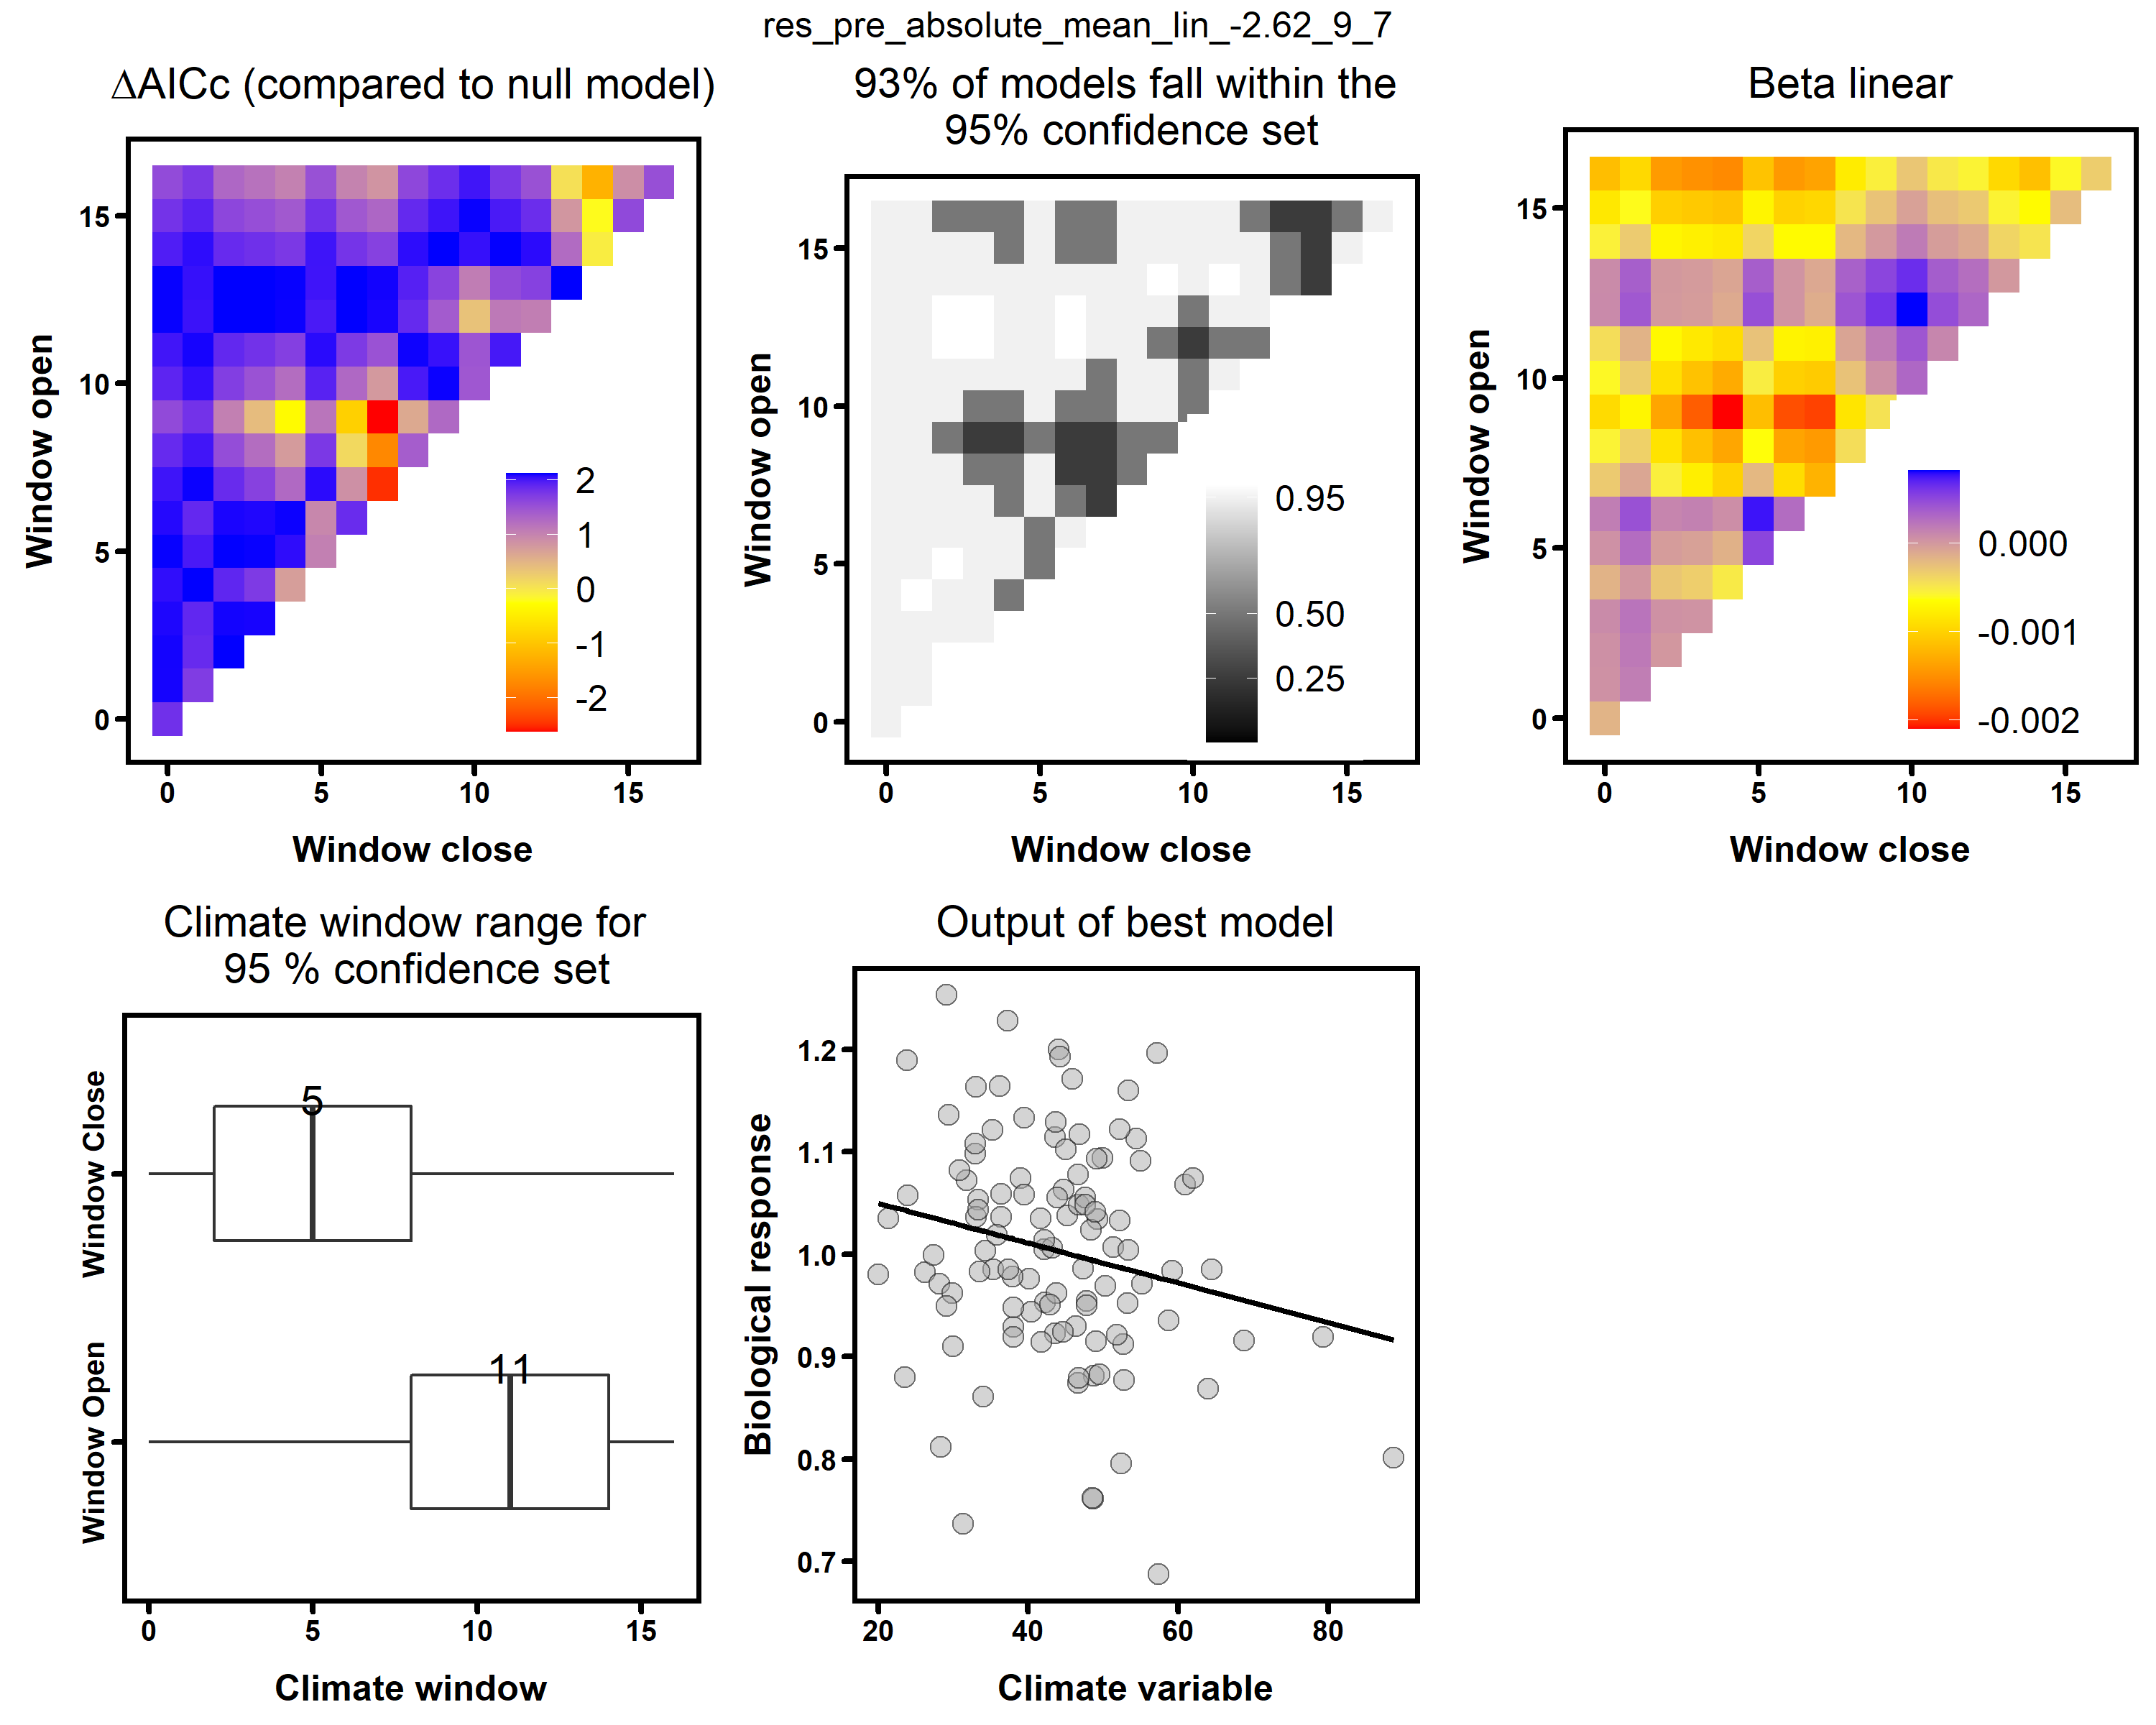 res_pre_absolute_mean_lin_-2.62_9_7
ΔAICc (compared to null model)
Window open
15
10
5
0
2
1
0
-1
-2
0 5 10 15
Window close
93% of models fall within the
95% confidence set
Window open
15
10
5
0
0.95
0.50
0.25
0 5 10 15
Window close
Beta linear
Window open
15
10
5
0
0.000
-0.001
-0.002
0 5 10 15
Window close
Climate window range for
95 % confidence set
Window Close
5
Window Open
11
0 5 10 15
Climate window
Output of best model
Biological response
1.2
1.1
1.0
0.9
0.8
0.7
20 40 60 80
Climate variable